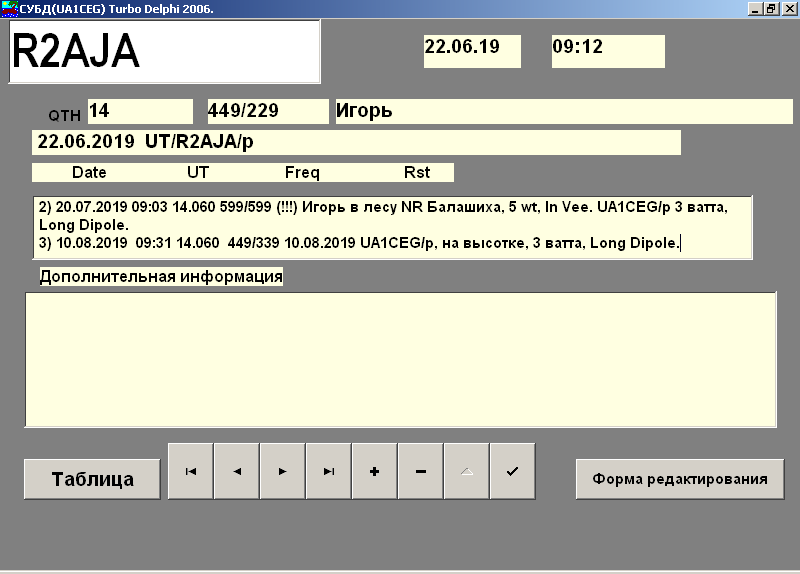 СУБД(UA1CEG) Turbo Delphi 2006.
R2AJA
22.06.19 09:12
QTH 14 449/229 Игорь
22.06.2019 UT/R2AJA/p
Date UT Freq Rst
2) 20.07.2019 09:03 14.060 599/599 (!!!) Игорь в лесу NR Балашиха, 5 wt, In Vee. UA1CEG/p 3 ватта,
Long Dipole.
3) 10.08.2019 09:31 14.060 449/339 10.08.2019 UA1CEG/p, на высотке, 3 ватта, Long Dipole.
Дополнительная информация
Таблица
Форма редактирования